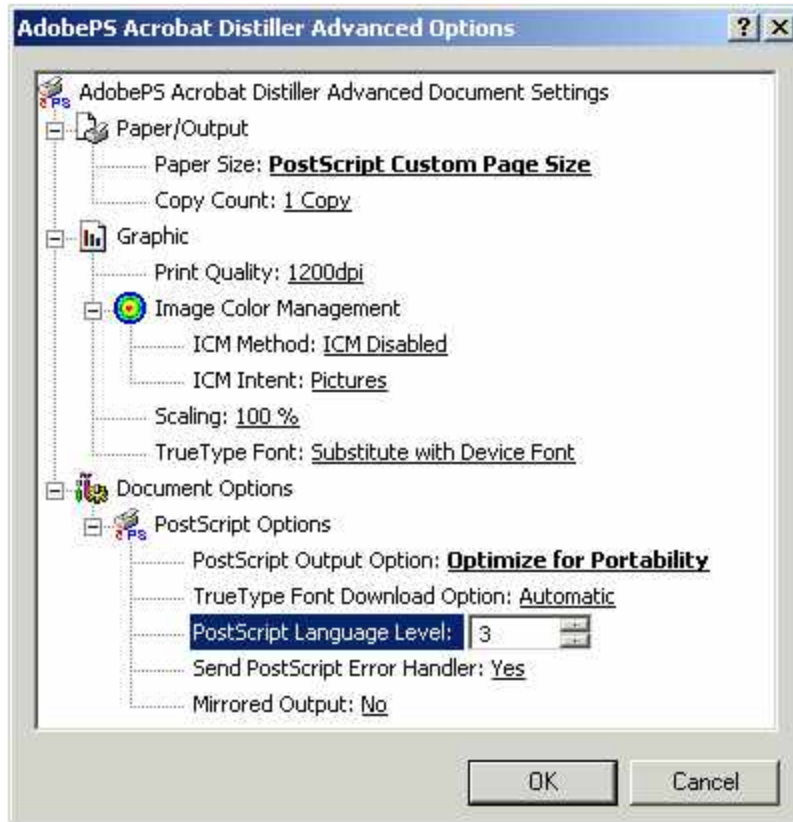 AdobePS Acrobat Distiller Advanced Options
AdobePS Acrobat Distiller Advanced Document Settings
Paper/Output
Paper Size: PostScript Custom Page Size
Copy Count: 1 Copy
Graphic
Print Quality: 1200dpi
Image Color Management
ICM Method: ICM Disabled
ICM Intent: Pictures
Scaling: 100 %
TrueType Font: Substitute with Device Font
Document Options
PostScript Options
PostScript Output Option: Optimize for Portability
TrueType Font Download Option: Automatic
PostScript Language Level: 3
Send PostScript Error Handler: Yes
Mirrored Output: No
OK Cancel